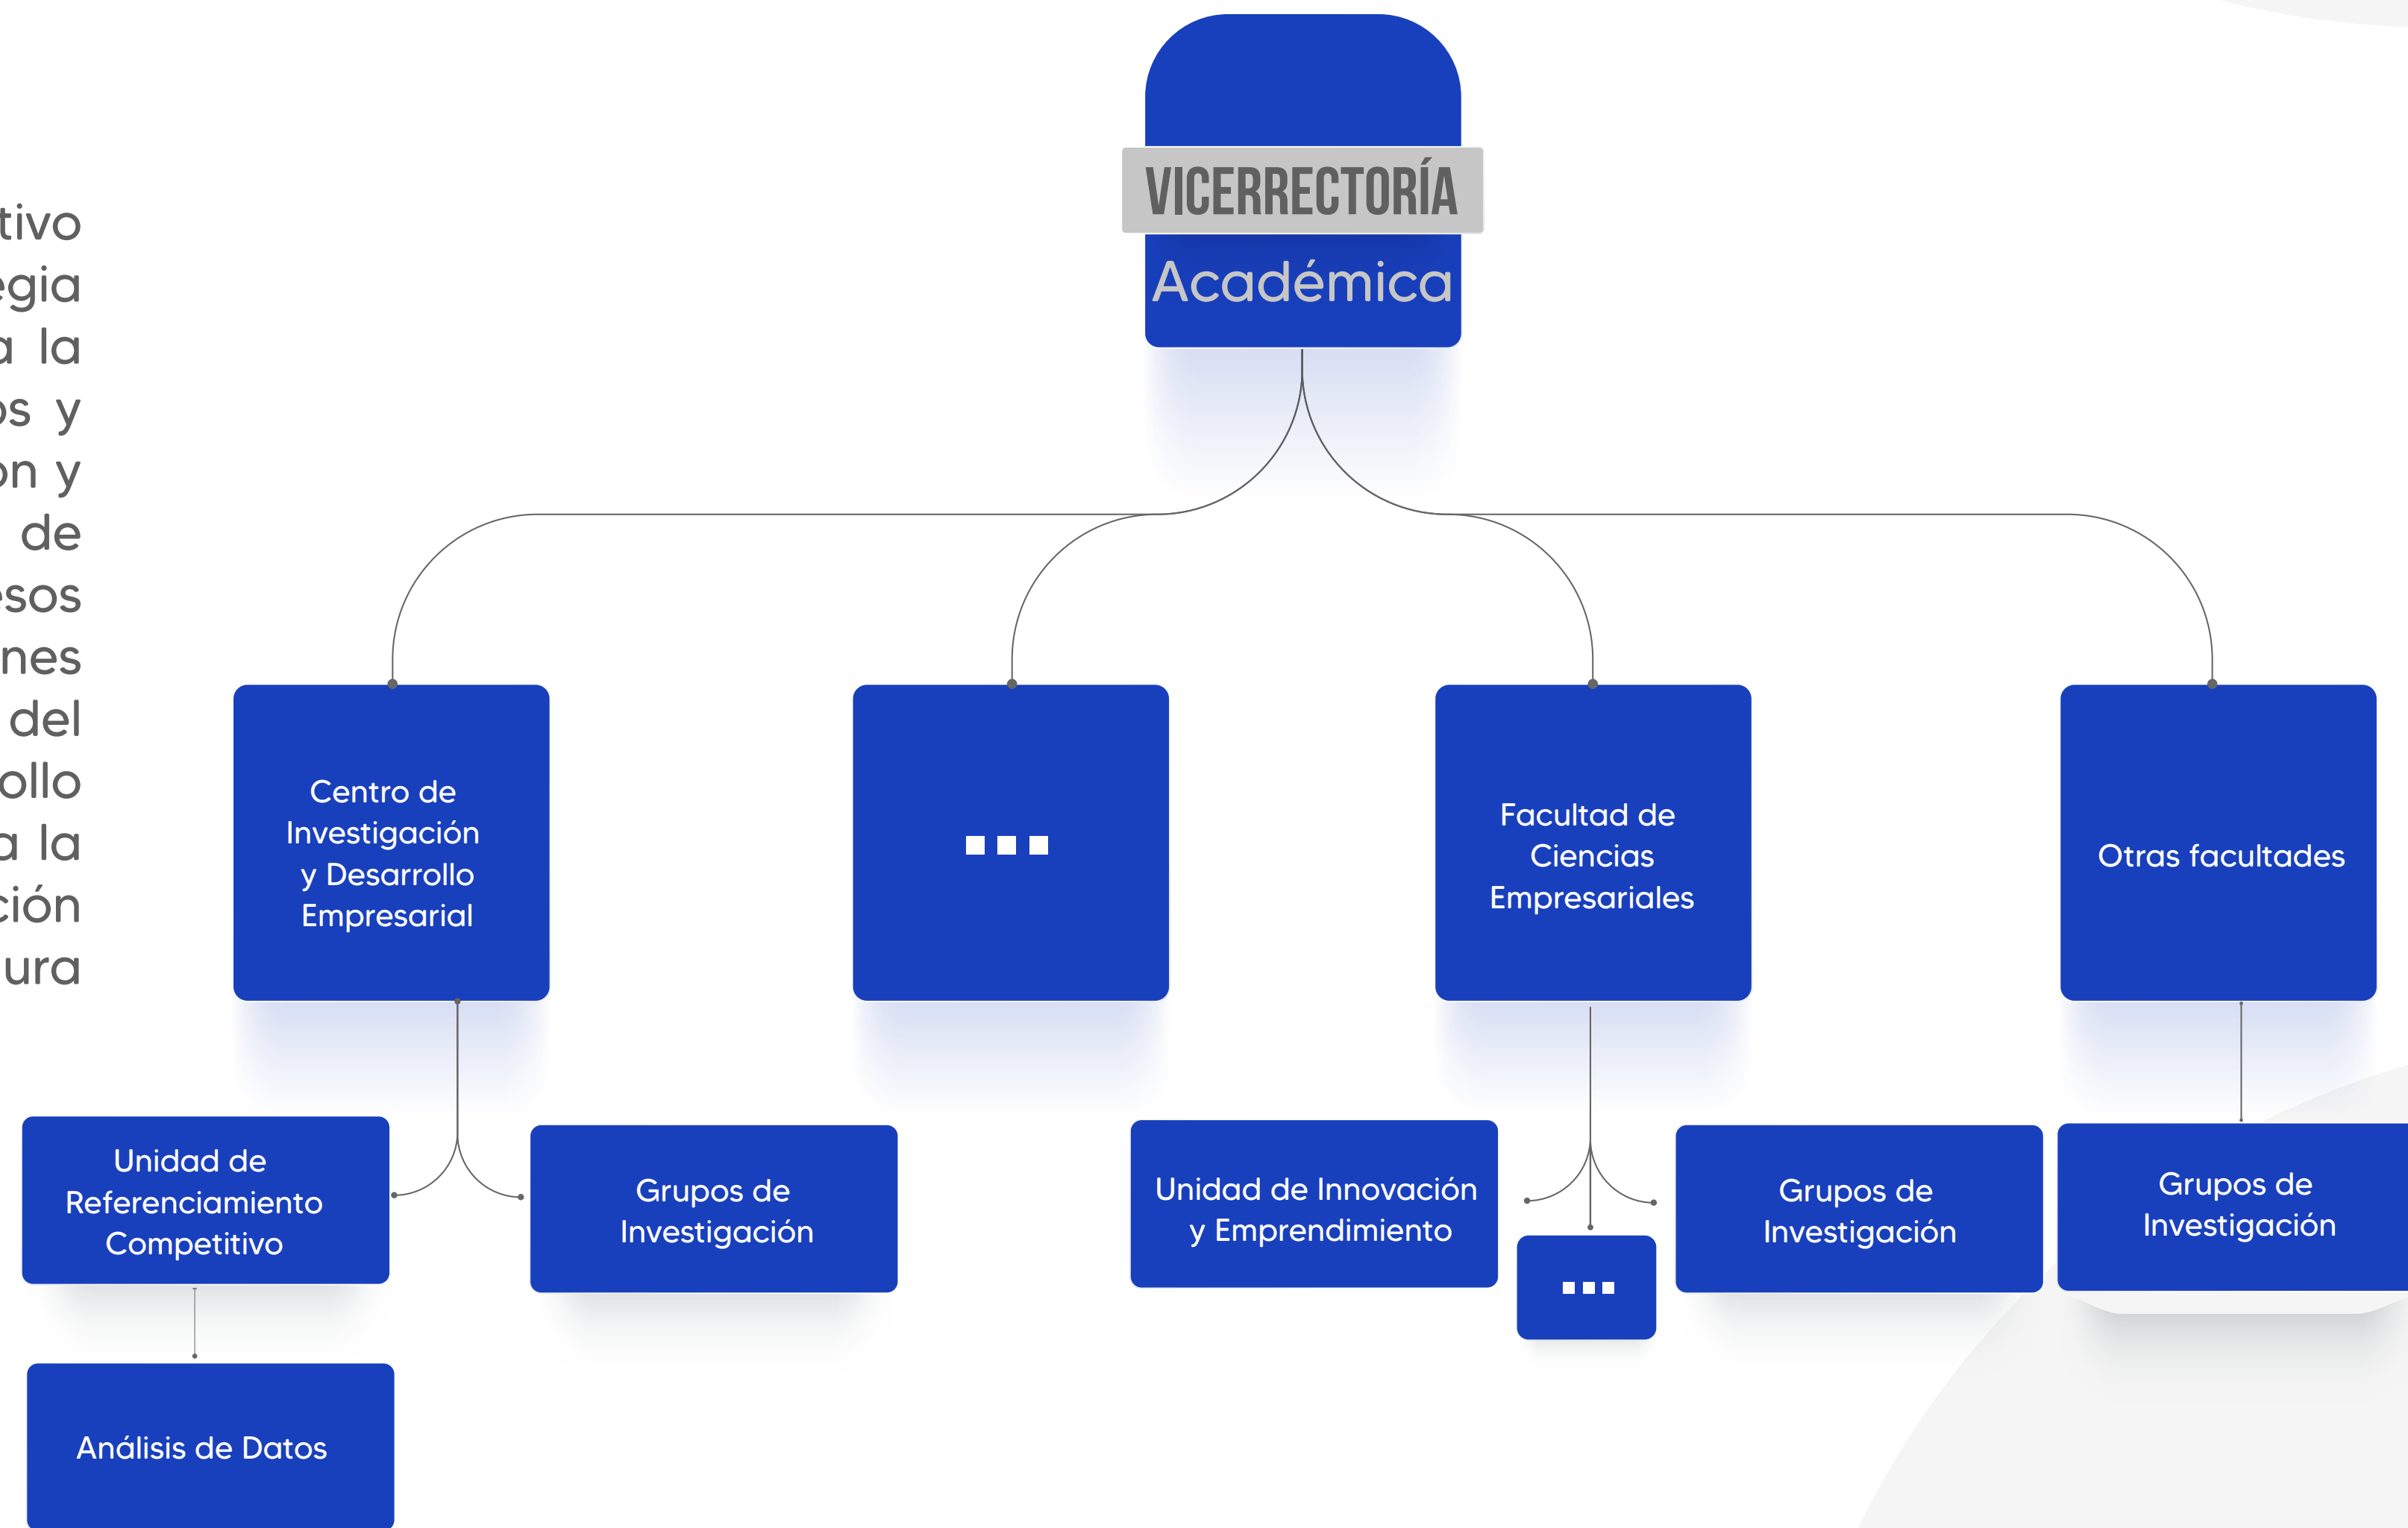 tivo
egia
a la
os y
ón y
de
esos
nes
del
ollo
a la
ción
ura
VICERRECTORÍA
Académica
Centro de
Investigación
y Desarrollo
Empresarial
...
Facultad de
Ciencias
Empresariales
Otras facultades
Unidad de
Referenciamiento
Competitivo
Grupos de
Investigación
Unidad de Innovación
y Emprendimiento
...
Grupos de
Investigación
Grupos de
Investigación
Análisis de Datos